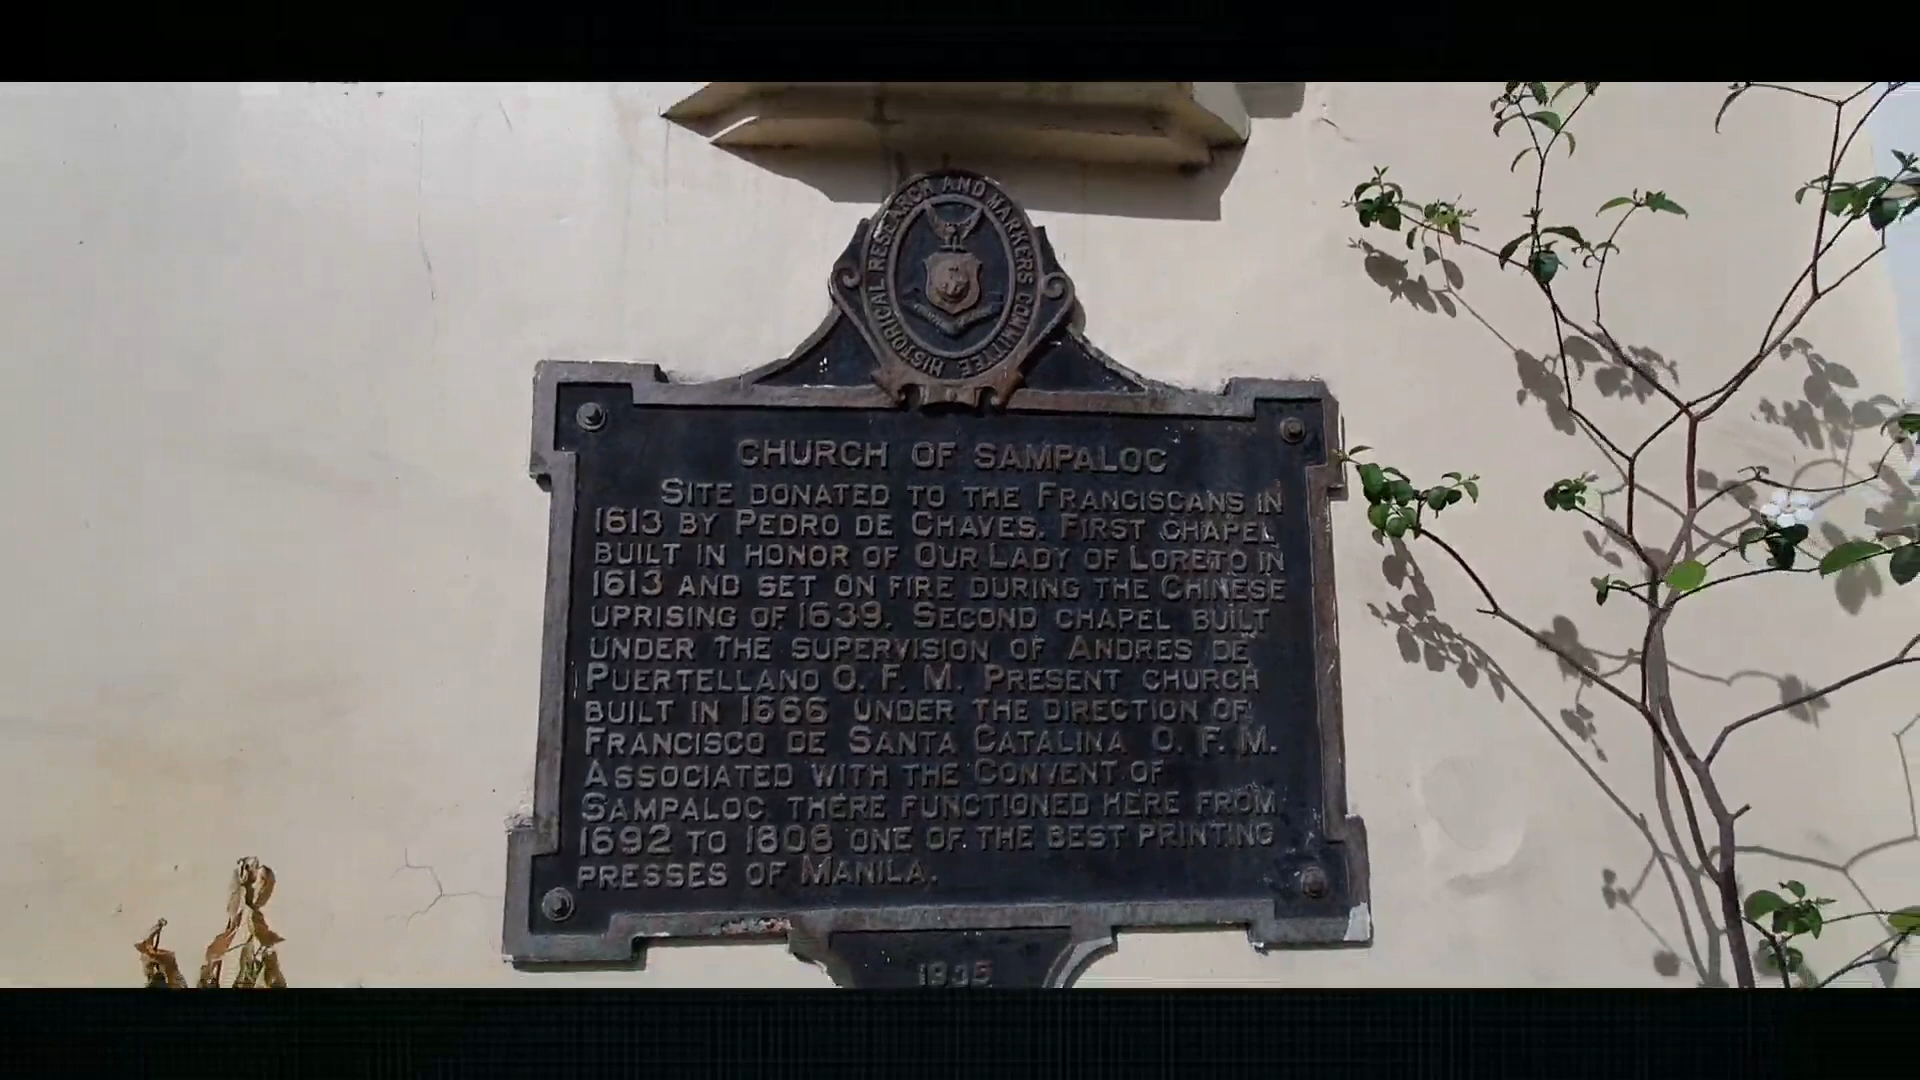 HISTORICAL RESEARCH AND MARKERS COMMITTEE
CHURCH OF SAMPALOC
SITE DONATED TO THE FRANCISCANS IN
1613 BY PEDRO DE CHAVES. FIRST CHAPEL
BUILT IN HONOR OF OUR LADY OF LORETO IN
1613 AND SET ON FIRE DURING THE CHINESE
UPRISING OF 1639. SECOND CHAPEL BUILT
UNDER THE SUPERVISION OF ANDRES DE
PUERTELLANO O. F. M. PRESENT CHURCH
BUILT IN 1666 UNDER THE DIRECTION OF
FRANCISCO DE SANTA CATALINA O. F. M.
ASSOCIATED WITH THE CONVENT OF
SAMPALOC THERE FUNCTIONED HERE FROM
1692 TO 1808 ONE OF THE BEST PRINTING
PRESSES OF MANILA.
1935